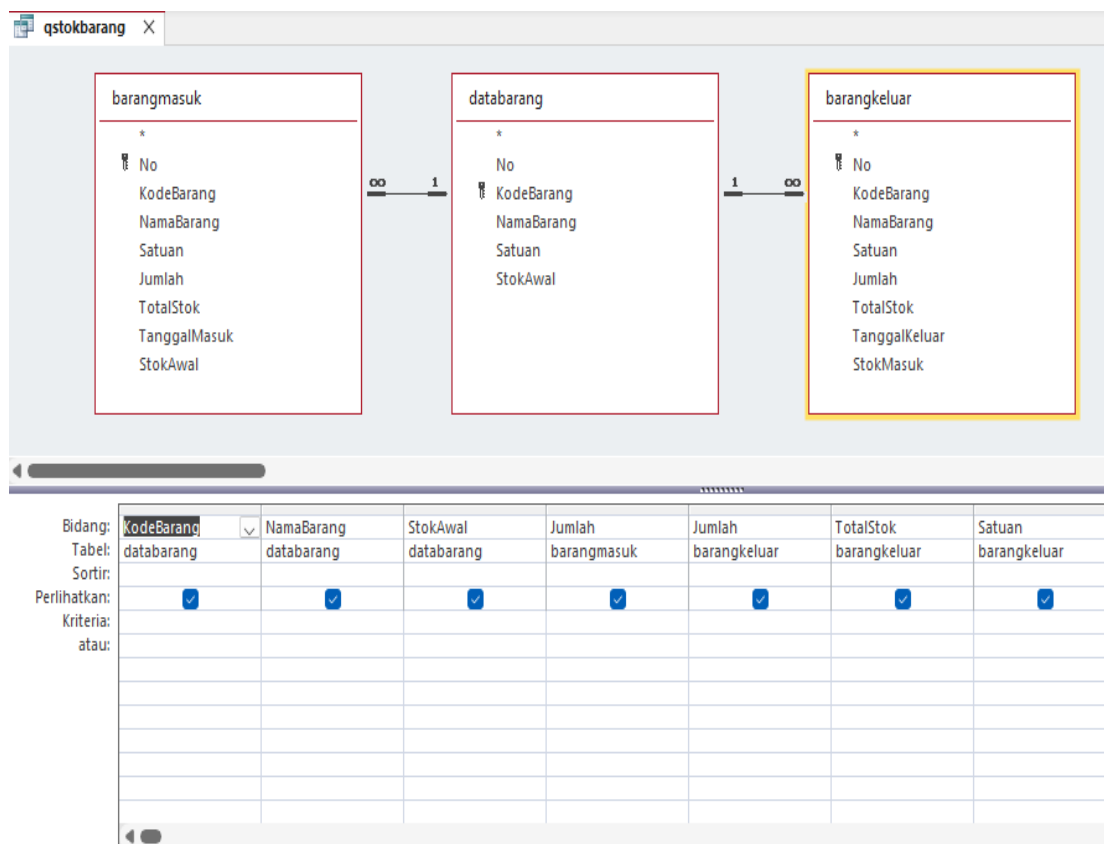 qstokbarang
barangmasuk
*
No
KodeBarang
NamaBarang
Satuan
Jumlah
TotalStok
TanggalMasuk
StokAwal
∞ 1
databarang
*
No
KodeBarang
NamaBarang
Satuan
StokAwal
1 ∞
barangkeluar
*
No
KodeBarang
NamaBarang
Satuan
Jumlah
TotalStok
TanggalKeluar
StokMasuk
Bidang: KodeBarang NamaBarang StokAwal Jumlah Jumlah TotalStok Satuan
Tabel: databarang databarang databarang barangmasuk barangkeluar barangkeluar barangkeluar
Sortir:
Perlihatkan:
Kriteria:
atau: